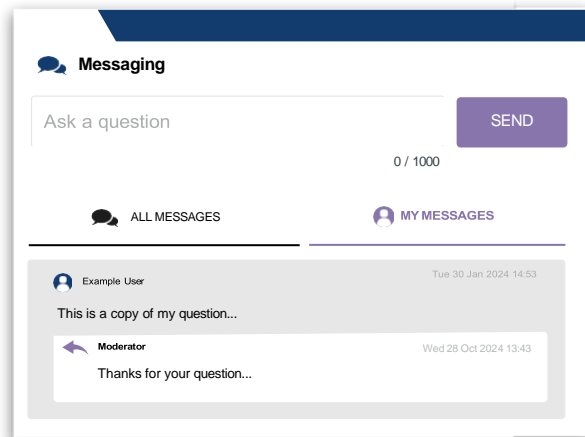 Messaging
Ask a question
SEND
0 / 1000
ALL MESSAGES
MY MESSAGES
Example User
Tue 30 Jan 2024 14:53
This is a copy of my question...
Moderator
Wed 28 Oct 2024 13:43
Thanks for your question...